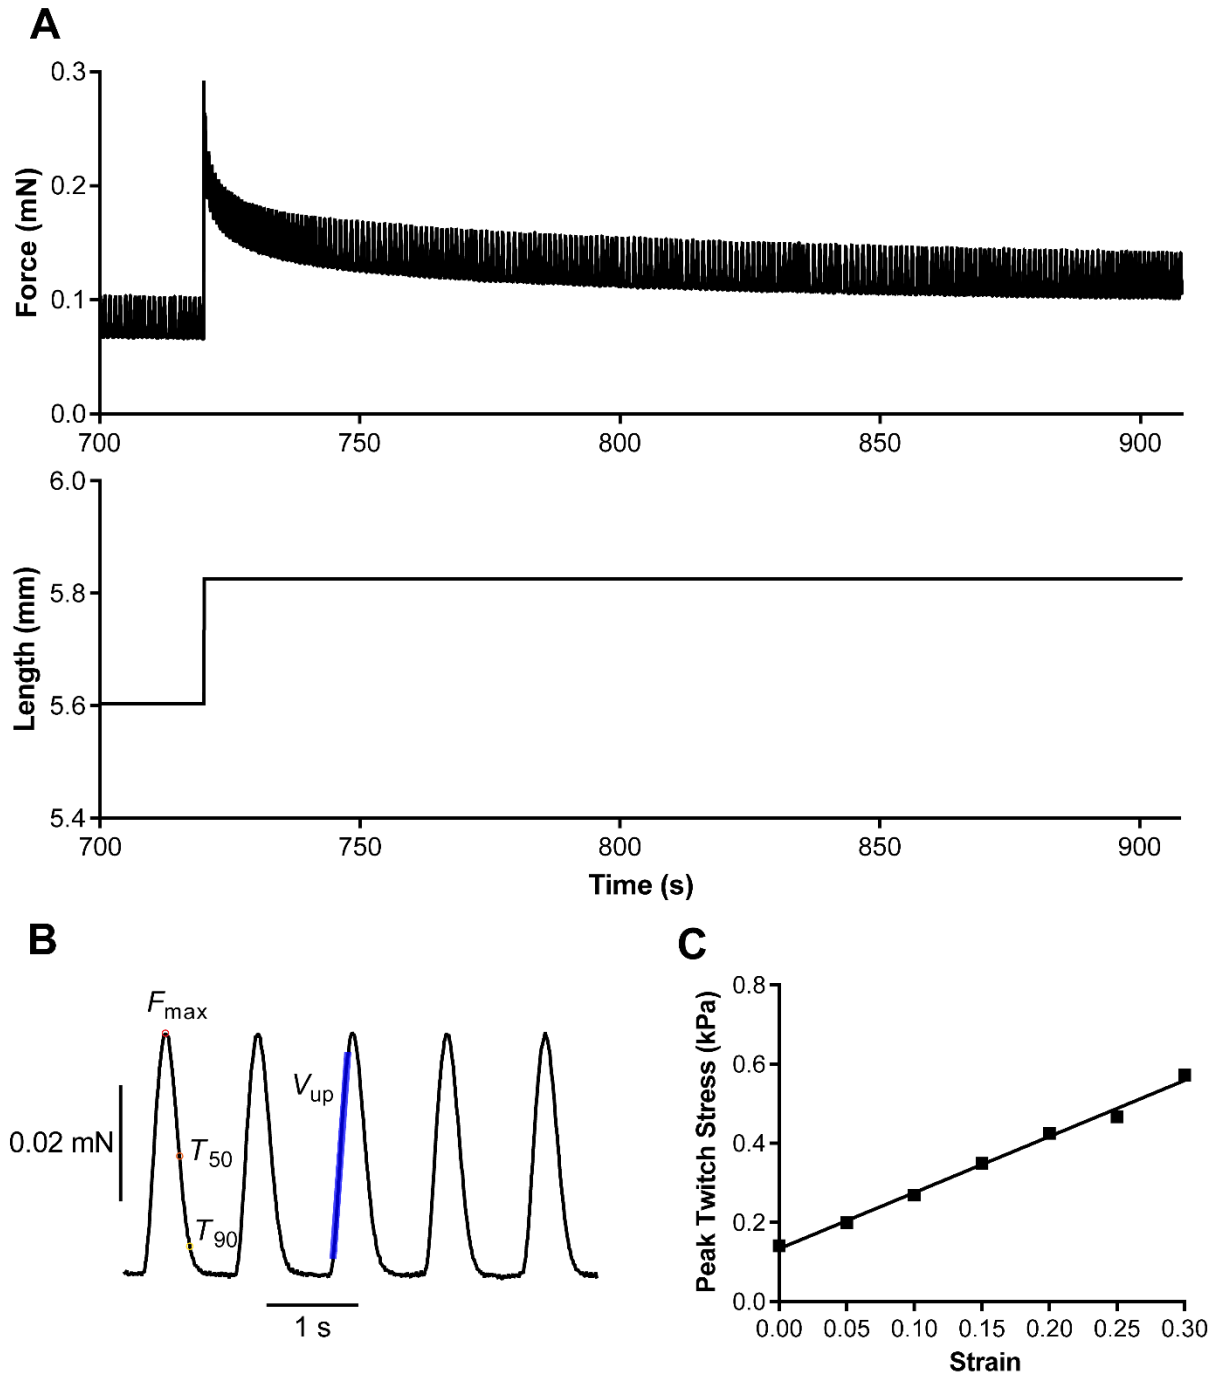 A
Force (mN)
0.3
0.2
0.1
0.0
700 750 800 850 900
Length (mm)
6.0
5.8
5.6
5.4
700 750 800 850 900
Time (s)
B
Fmax
Vup
0.02 mN
T50
T90
1 s
C
Peak Twitch Stress (kPa)
0.8
0.6
0.4
0.2
0.0
0.00 0.05 0.10 0.15 0.20 0.25 0.30
Strain